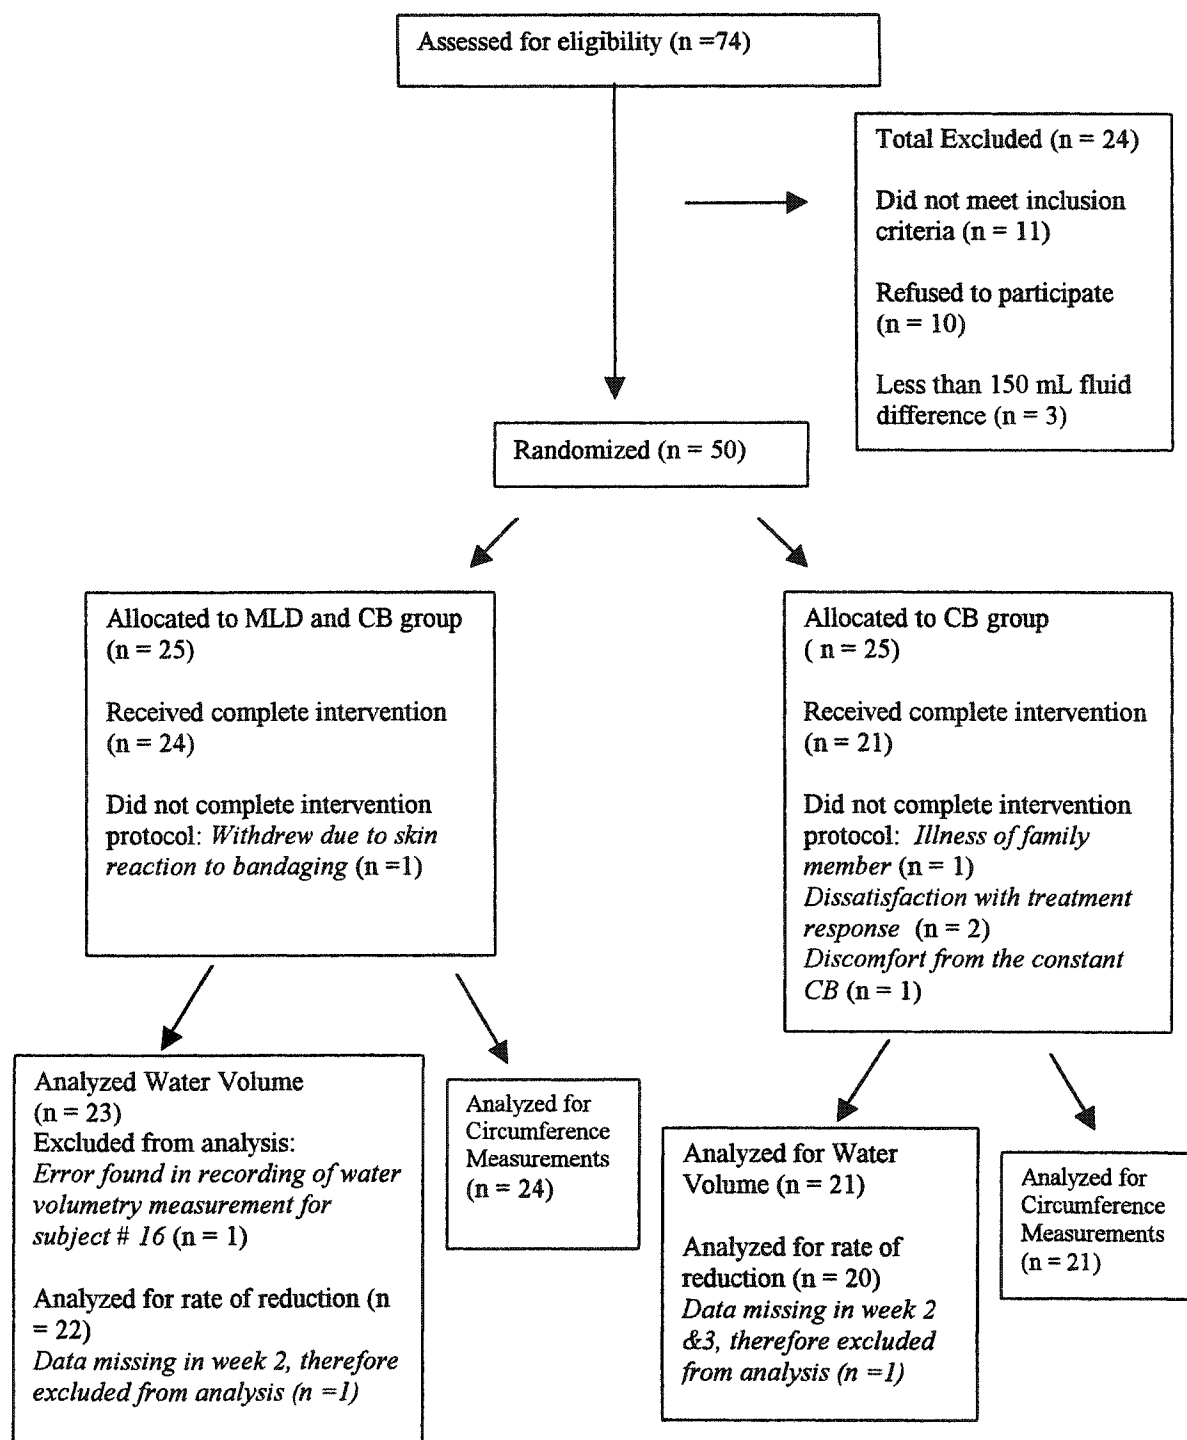 Assessed for eligibility (n =74)
Total Excluded (n = 24)
Did not meet inclusion
criteria (n = 11)
Refused to participate
(n = 10)
Less than 150 mL fluid
difference (n = 3)
Randomized (n = 50)
Allocated to MLD and CB group
(n = 25)
Received complete intervention
(n = 24)
Did not complete intervention
protocol: Withdrew due to skin
reaction to bandaging (n =1)
Allocated to CB group
( n = 25)
Received complete intervention
(n = 21)
Did not complete intervention
protocol: Illness of family
member (n = 1)
Dissatisfaction with treatment
response (n = 2)
Discomfort from the constant
CB (n = 1)
Analyzed Water Volume
(n = 23)
Excluded from analysis:
Error found in recording of water
volumetry measurement for
subject # 16 (n = 1)
Analyzed for rate of reduction (n
= 22)
Data missing in week 2, therefore
excluded from analysis (n =1)
Analyzed for
Circumference
Measurements
(n = 24)
Analyzed for Water
Volume (n = 21)
Analyzed for rate of
reduction (n = 20)
Data missing in week 2
&3, therefore excluded
from analysis (n =1)
Analyzed for
Circumference
Measurements
(n = 21)